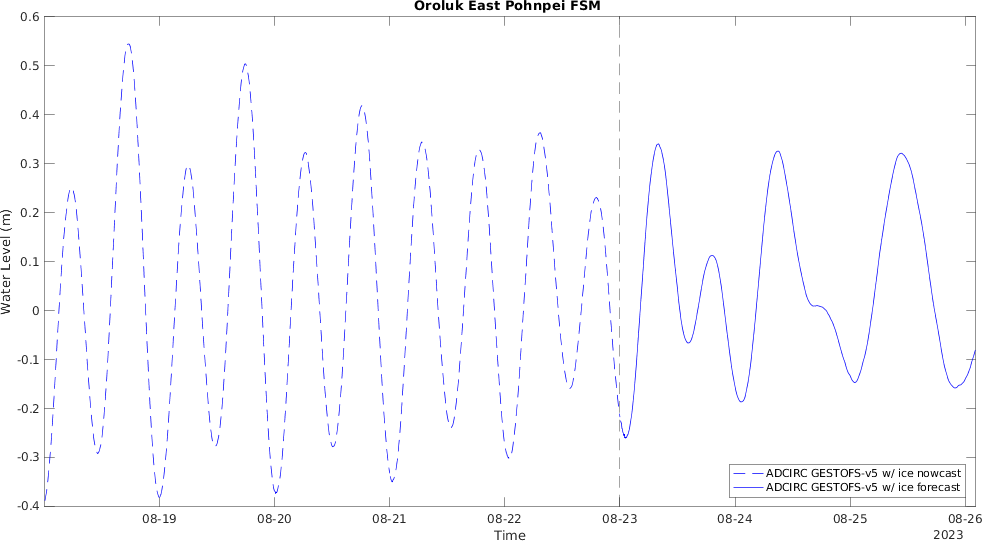 Oroluk East Pohnpei FSM
0.6
0.5
0.4
0.3
0.2
0.1
0
-0.1
-0.2
-0.3
-0.4
Water Level (m)
ADCIRC GESTOFS-v5 w/ ice nowcast
ADCIRC GESTOFS-v5 w/ ice forecast
08-19 08-20 08-21 08-22 08-23 08-24 08-25 08-26
Time
2023